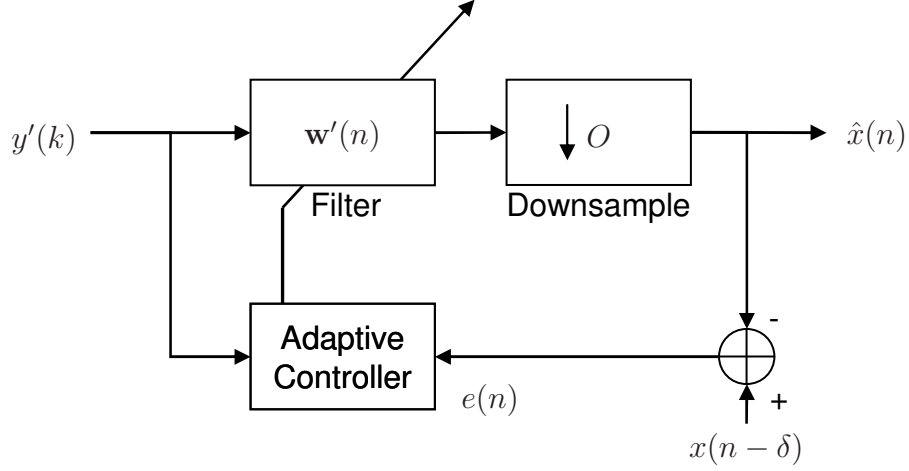 y′(k)
w′(n)
O
x̂(n)
Filter
Downsample
-
Adaptive
Controller
e(n)
+
x(n − δ)